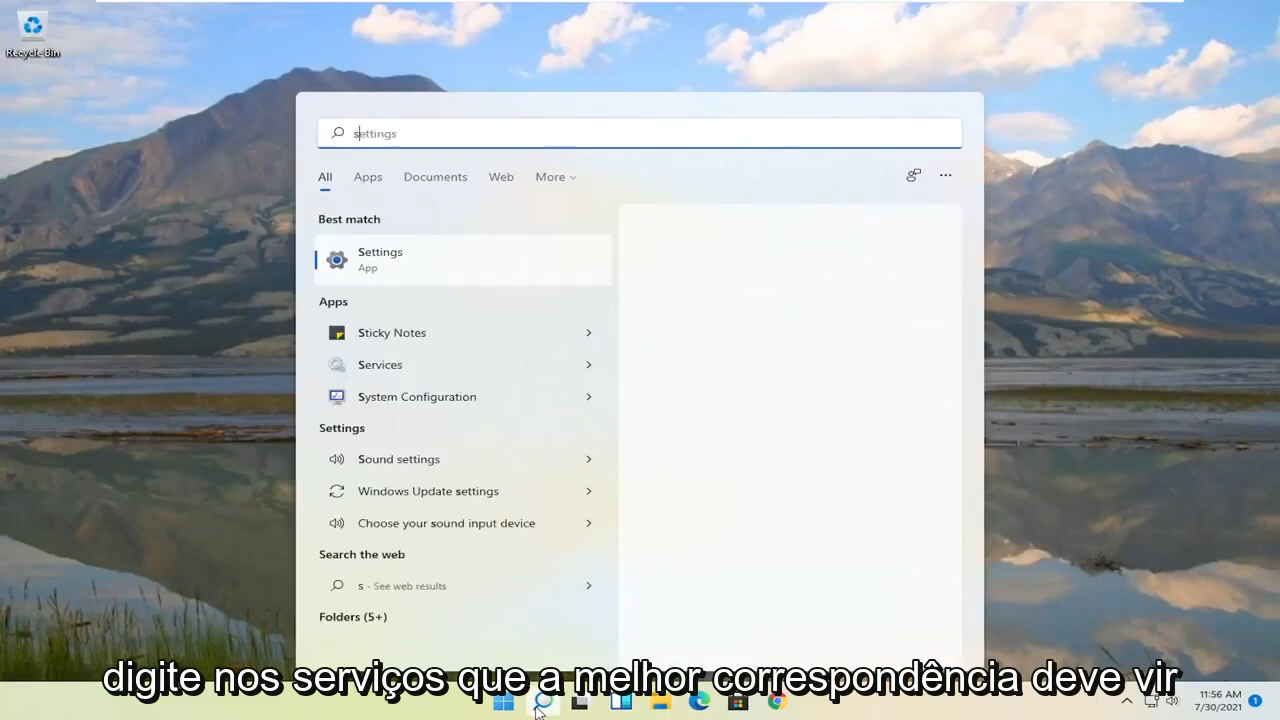 Recycle Bin
settings
All Apps Documents Web More
Best match
Settings
App
Apps
Sticky Notes
Services
System Configuration
Settings
Sound settings
Windows Update settings
Choose your sound input device
Search the web
s - See web results
Folders (5+)
digite nos serviços que a melhor correspondência deve vir
11:56 AM
7/30/2021
1